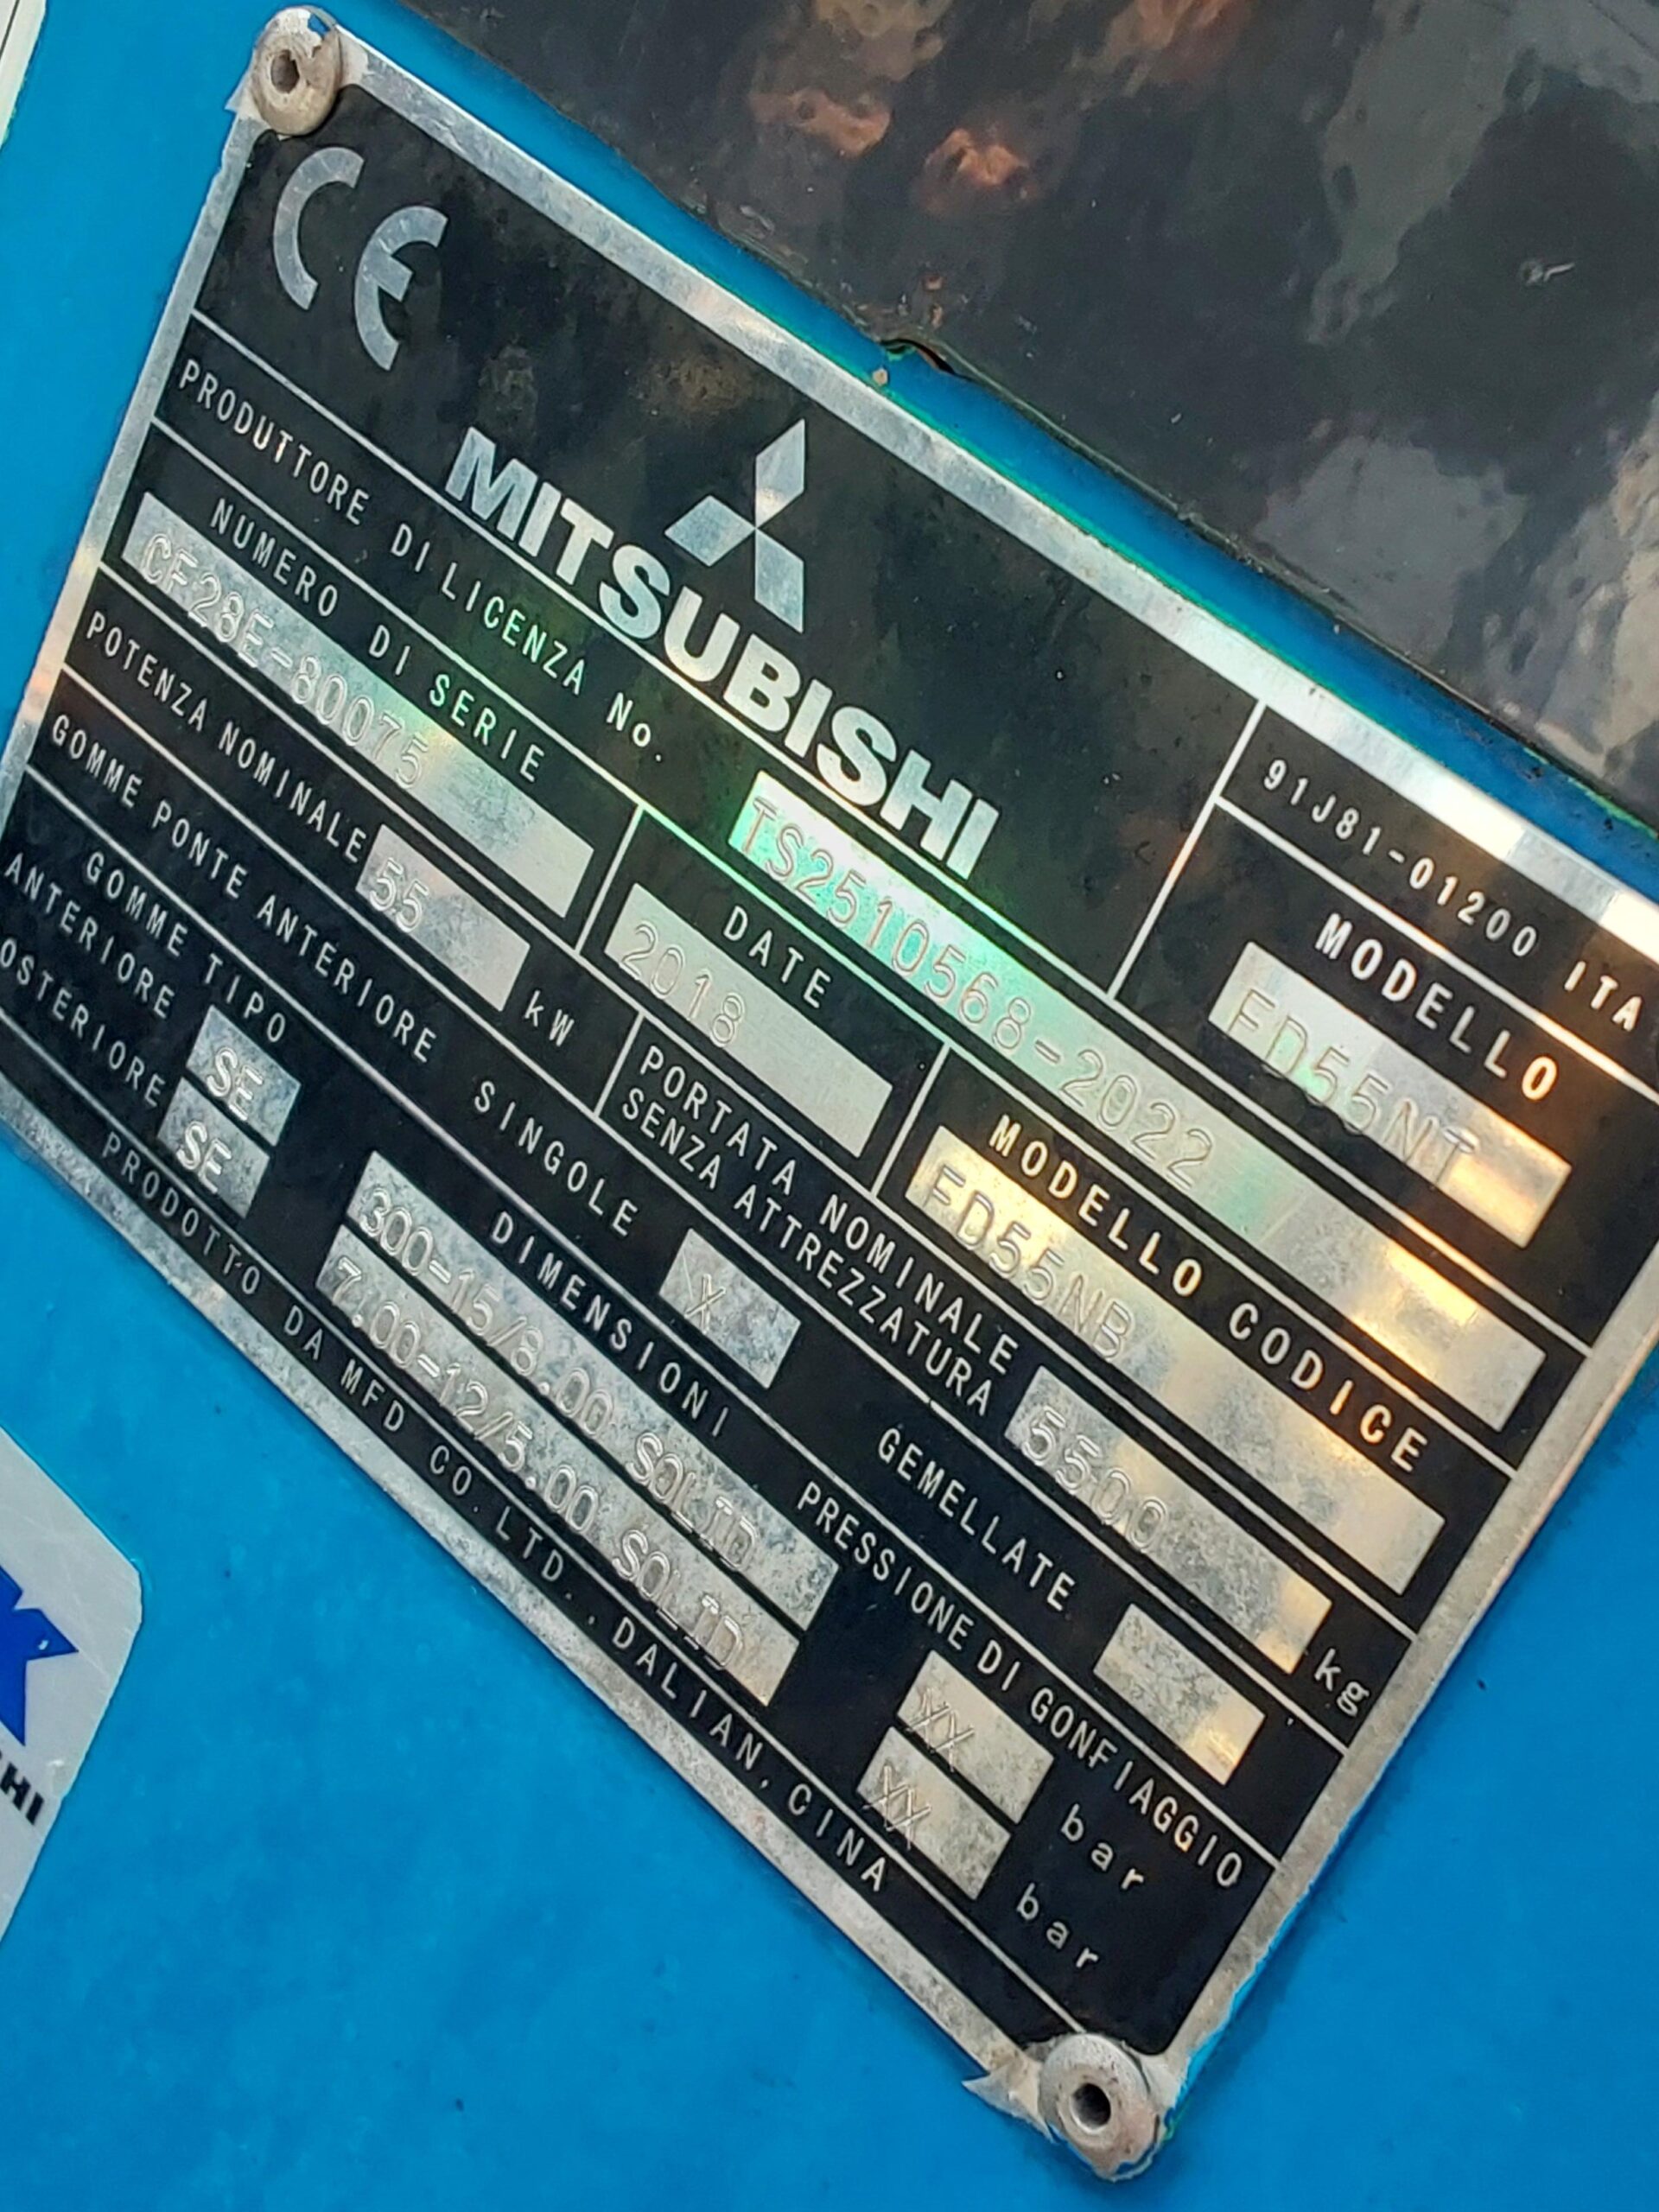 CE
MITSUBISHI
91J81-01200 ITA
MODELLO
FD55NT
PRODUTTORE DI LICENZA No.
TS2510568-2022
NUMERO DI SERIE
CF28E-80075
DATE
2018
MODELLO CODICE
FD55NB
POTENZA NOMINALE 55 kW
PORTATA NOMINALE
SENZA ATTREZZATURA 5500 kg
GOMME PONTE ANTERIORE SINGOLE X GEMELLATE
GOMME TIPO DIMENSIONI PRESSIONE DI GONFIAGGIO
ANTERIORE SE 300-15/8.00 SOLID XX bar
OSTERIORE SE 7.00-12/5.00 SOLID XX bar
PRODOTTO DA MFD CO.LTD.,DALIAN,CINA
K
HI